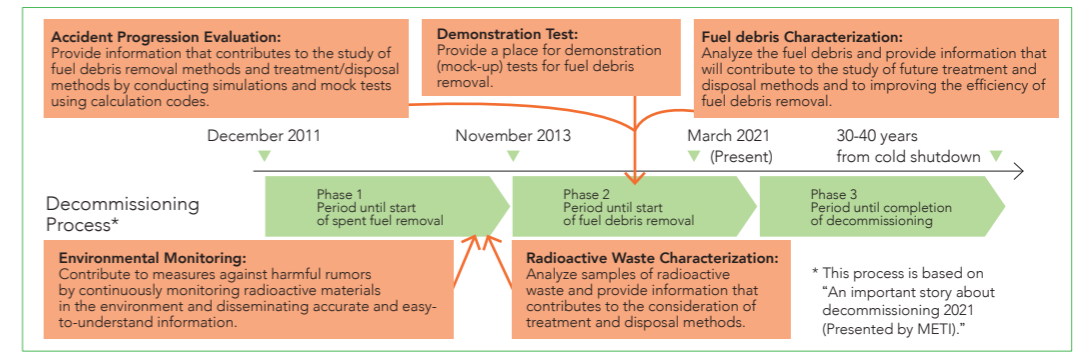 Accident Progression Evaluation:
Provide information that contributes to the study of
fuel debris removal methods and treatment/disposal
methods by conducting simulations and mock tests
using calculation codes.
Demonstration Test:
Provide a place for demonstration
(mock-up) tests for fuel debris
removal.
Fuel debris Characterization:
Analyze the fuel debris and provide information that
will contribute to the study of future treatment and
disposal methods and to improving the efficiency of
fuel debris removal.
December 2011
November 2013
March 2021
(Present)
30-40 years
from cold shutdown
Decommissioning
Process*
Phase 1
Period until start
of spent fuel removal
Phase 2
Period until start
of fuel debris removal
Phase 3
Period until completion
of decommissioning
Environmental Monitoring:
Contribute to measures against harmful rumors
by continuously monitoring radioactive materials
in the environment and disseminating accurate and easy-
to-understand information.
Radioactive Waste Characterization:
Analyze samples of radioactive
waste and provide information that
contributes to the consideration of
treatment and disposal methods.
* This process is based on
“An important story about
decommissioning 2021
(Presented by METI).”